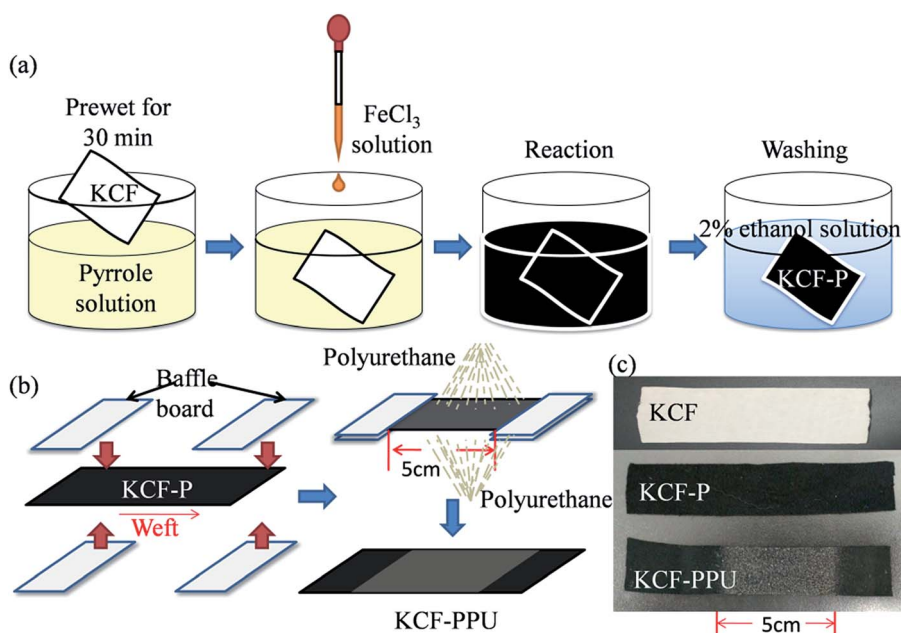 (a)
Prewet for
30 min
KCF
Pyrrole
solution
FeCl₃
solution
Reaction
Washing
2% ethanol solution
KCF-P
(b)
Baffle
board
KCF-P
Weft
Polyurethane
5cm
Polyurethane
KCF-PPU
(c)
KCF
KCF-P
KCF-PPU
5cm